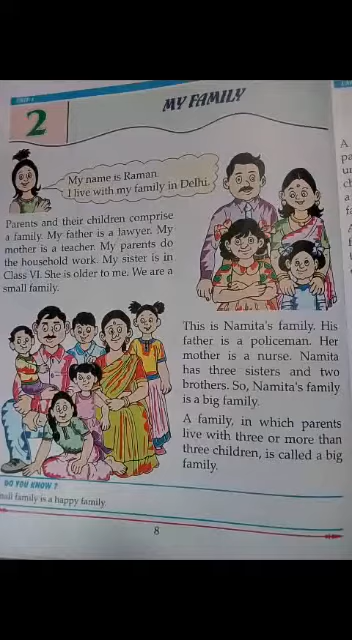 UNIT-1
2
MY FAMILY
My name is Raman.
I live with my family in Delhi.
Parents and their children comprise
a family. My father is a lawyer. My
mother is a teacher. My parents do
the household work. My sister is in
Class VI. She is older to me. We are a
small family.
This is Namita's family. His
father is a policeman. Her
mother is a nurse. Namita
has three sisters and two
brothers. So, Namita's family
is a big family.
A family, in which parents
live with three or more than
three children, is called a big
family.
DO YOU KNOW ?
mall family is a happy family
8